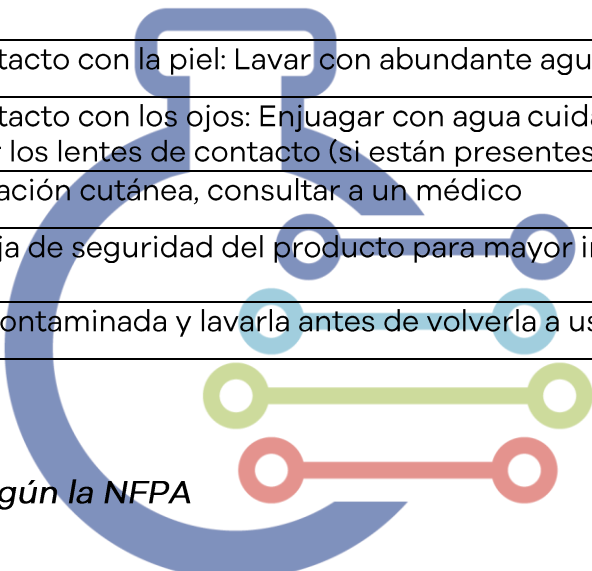 tacto con la piel: Lavar con abundante agu
tacto con los ojos: Enjuagar con agua cuid
los lentes de contacto (si están presentes
ación cutánea, consultar a un médico
ja de seguridad del producto para mayor i
ontaminada y lavarla antes de volverla a us
gún la NFPA